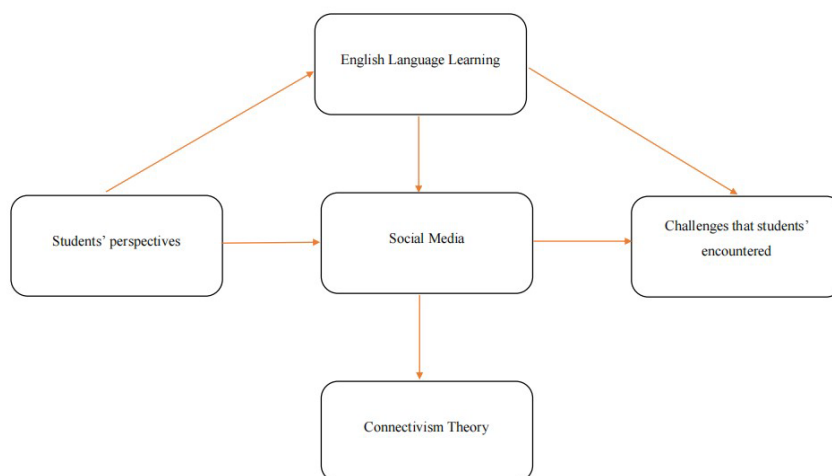 English Language Learning
Students’ perspectives
Social Media
Challenges that students’
encountered
Connectivism Theory